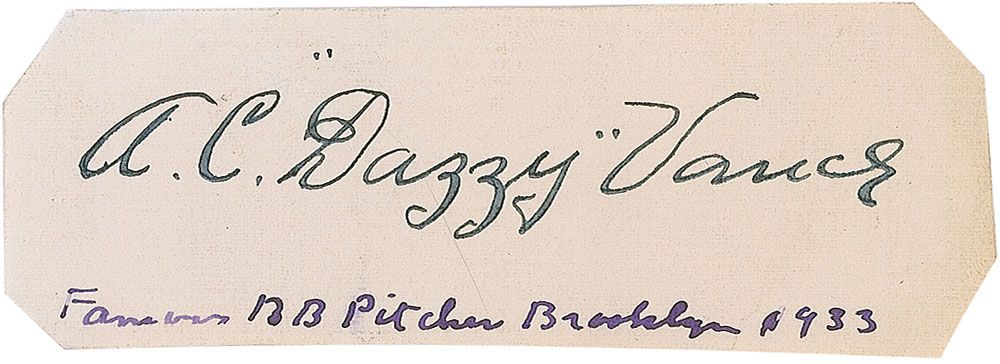 A. C. "Dazzy" Vance
Famous BB Pitcher Brooklyn 1933